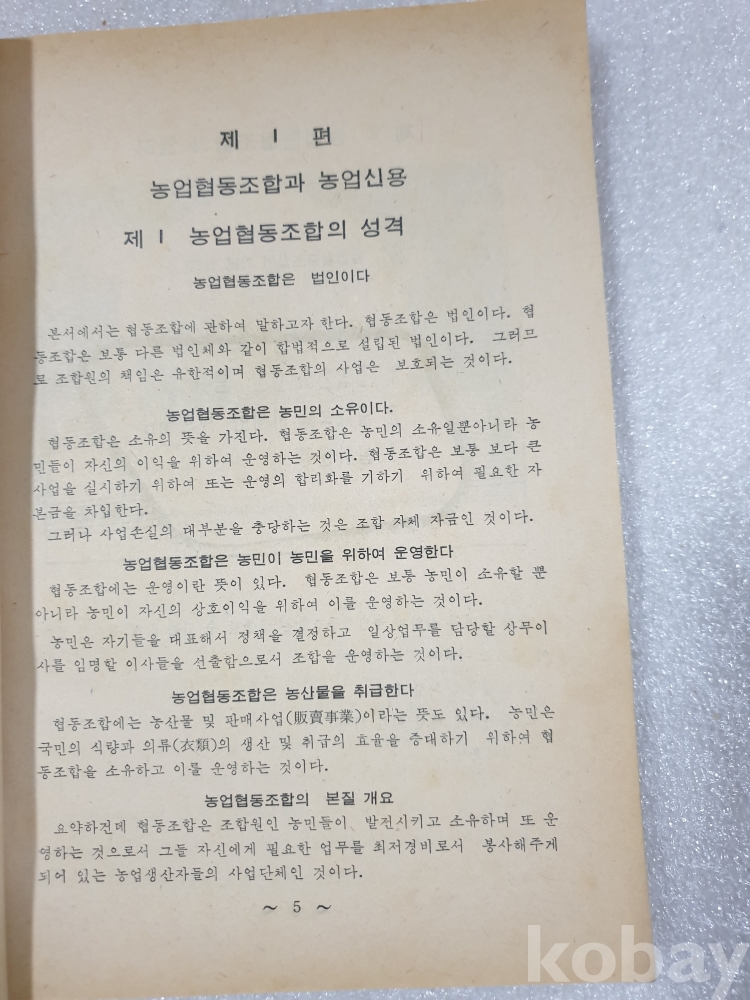 제 1 편
농업협동조합과 농업신용
제 1 농업협동조합의 성격
농업협동조합은 법인이다
본서에서는 협동조합에 관하여 말하고자 한다. 협동조합은 법인이다. 협
동조합은 보통 다른 법인체와 같이 합법적으로 설립된 법인이다. 그러므
로 조합원의 책임은 유한적이며 협동조합의 사업은 보호되는 것이다.
농업협동조합은 농민의 소유이다.
협동조합은 소유의 뜻을 가진다. 협동조합은 농민의 소유일뿐아니라 농
민들이 자신의 이익을 위하여 운영하는 것이다. 협동조합은 보통 보다 큰
사업을 실시하기 위하여 또는 운영의 합리화를 기하기 위하여 필요한 자
본금을 차입한다.
그러나 사업손실의 대부분을 충당하는 것은 조합 자체 자금인 것이다.
농업협동조합은 농민이 농민을 위하여 운영한다
협동조합에는 운영이란 뜻이 있다. 협동조합은 보통 농민이 소유할 뿐
아니라 농민이 자신의 상호이익을 위하여 이를 운영하는 것이다.
농민은 자기들을 대표해서 정책을 결정하고 일상업무를 담당할 상무이
사를 임명할 이사들을 선출함으로서 조합을 운영하는 것이다.
농업협동조합은 농산물을 취급한다
협동조합에는 농산물 및 판매사업(販賣事業)이라는 뜻도 있다. 농민은
국민의 식량과 의류(衣類)의 생산 및 취급의 효율을 증대하기 위하여 협
동조합을 소유하고 이를 운영하는 것이다.
농업협동조합의 본질 개요
요약하건데 협동조합은 조합원인 농민들이 발전시키고 소유하며 또 운
영하는 것으로서 그들 자신에게 필요한 업무를 최저경비로서 봉사해주게
되어 있는 농업생산자들의 사업단체인 것이다.
~ 5 ~
kobay